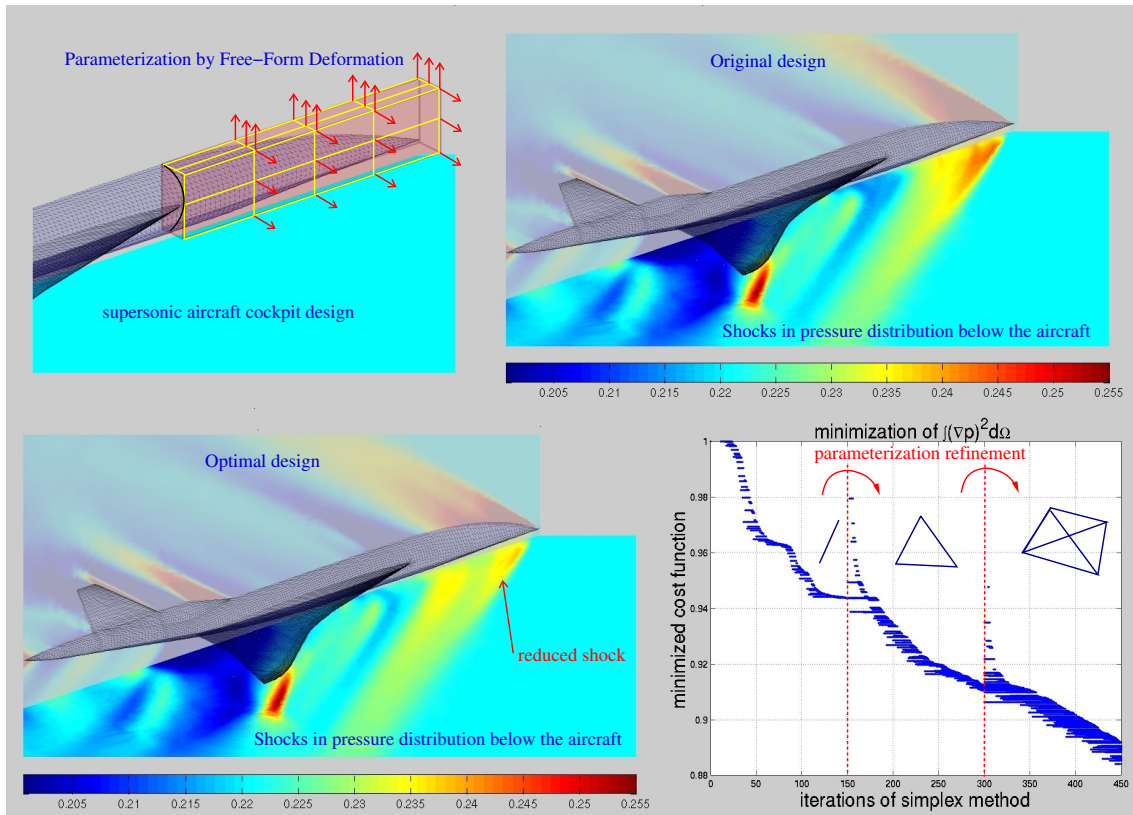 Parameterization by Free-Form Deformation
supersonic aircraft cockpit design
Original design
Shocks in pressure distribution below the aircraft
0.205 0.21 0.215 0.22 0.225 0.23 0.235 0.24 0.245 0.25 0.255
Optimal design
reduced shock
Shocks in pressure distribution below the aircraft
0.205 0.21 0.215 0.22 0.225 0.23 0.235 0.24 0.245 0.25 0.255
minimization of ∫(∇p)²dΩ
parameterization refinement
minimized cost function
1
0.98
0.96
0.94
0.92
0.9
0.88
0 50 100 150 200 250 300 350 400 450
iterations of simplex method